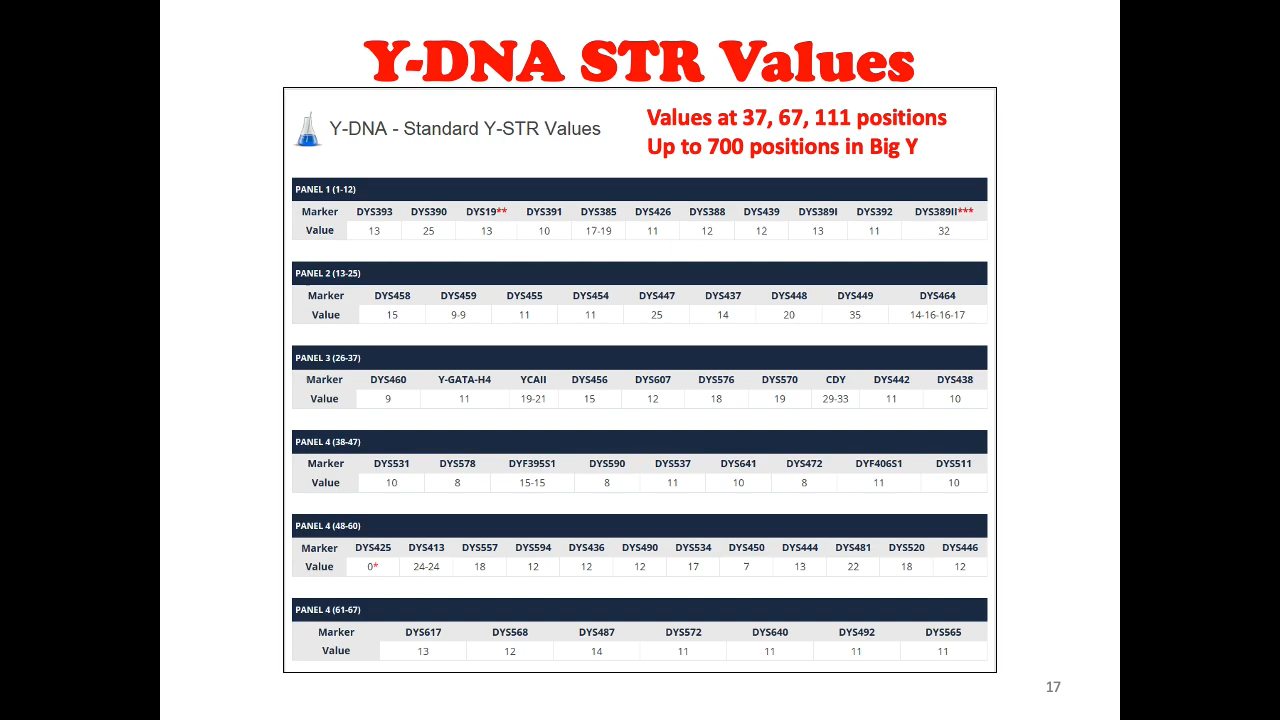 Y-DNA STR Values
Y-DNA - Standard Y-STR Values
Values at 37, 67, 111 positions
Up to 700 positions in Big Y
PANEL 1 (1-12)
Marker DYS393 DYS390 DYS19** DYS391 DYS385 DYS426 DYS388 DYS439 DYS389I DYS392 DYS389II***
Value 13 25 13 10 17-19 11 12 12 13 11 32
PANEL 2 (13-25)
Marker DYS458 DYS459 DYS455 DYS454 DYS447 DYS437 DYS448 DYS449 DYS464
Value 15 9-9 11 11 25 14 20 35 14-16-16-17
PANEL 3 (26-37)
Marker DYS460 Y-GATA-H4 YCAII DYS456 DYS607 DYS576 DYS570 CDY DYS442 DYS438
Value 9 11 19-21 15 12 18 19 29-33 11 10
PANEL 4 (38-47)
Marker DYS531 DYS578 DYF395S1 DYS590 DYS537 DYS641 DYS472 DYF406S1 DYS511
Value 10 8 15-15 8 11 10 8 11 10
PANEL 4 (48-60)
Marker DYS425 DYS413 DYS557 DYS594 DYS436 DYS490 DYS534 DYS450 DYS444 DYS481 DYS520 DYS446
Value 0* 24-24 18 12 12 12 17 7 13 22 18 12
PANEL 4 (61-67)
Marker DYS617 DYS568 DYS487 DYS572 DYS640 DYS492 DYS565
Value 13 12 14 11 11 11 11
17